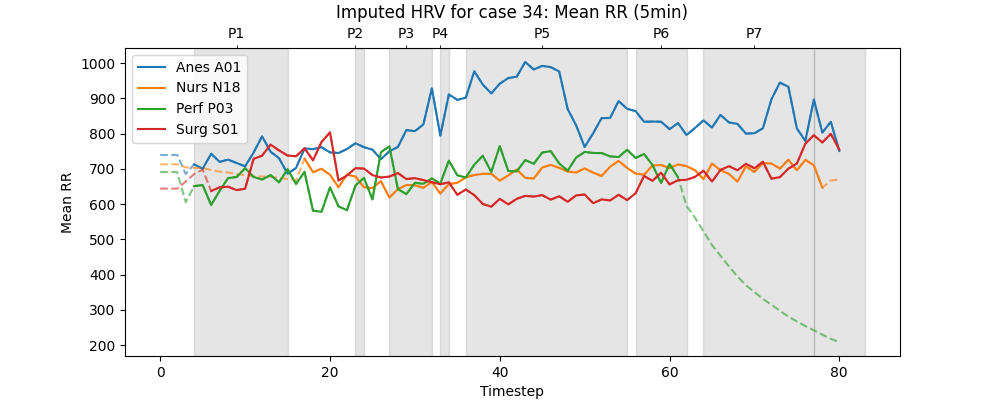 Imputed HRV for case 34: Mean RR (5min)
P1 P2 P3 P4 P5 P6 P7
Anes A01
Nurs N18
Perf P03
Surg S01
1000
900
800
700
600
500
400
300
200
Mean RR
0 20 40 60 80
Timestep